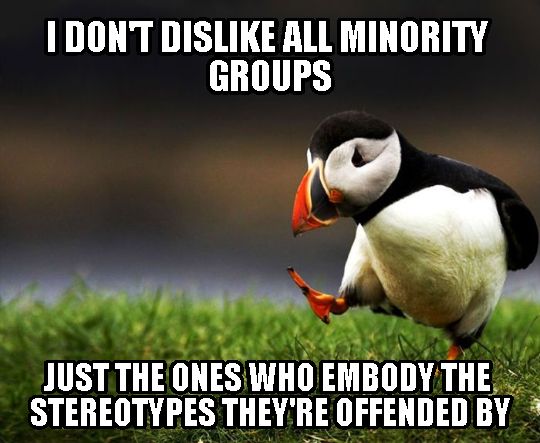 I DON'T DISLIKE ALL MINORITY
GROUPS
JUST THE ONES WHO EMBODY THE
STEREOTYPES THEY'RE OFFENDED BY